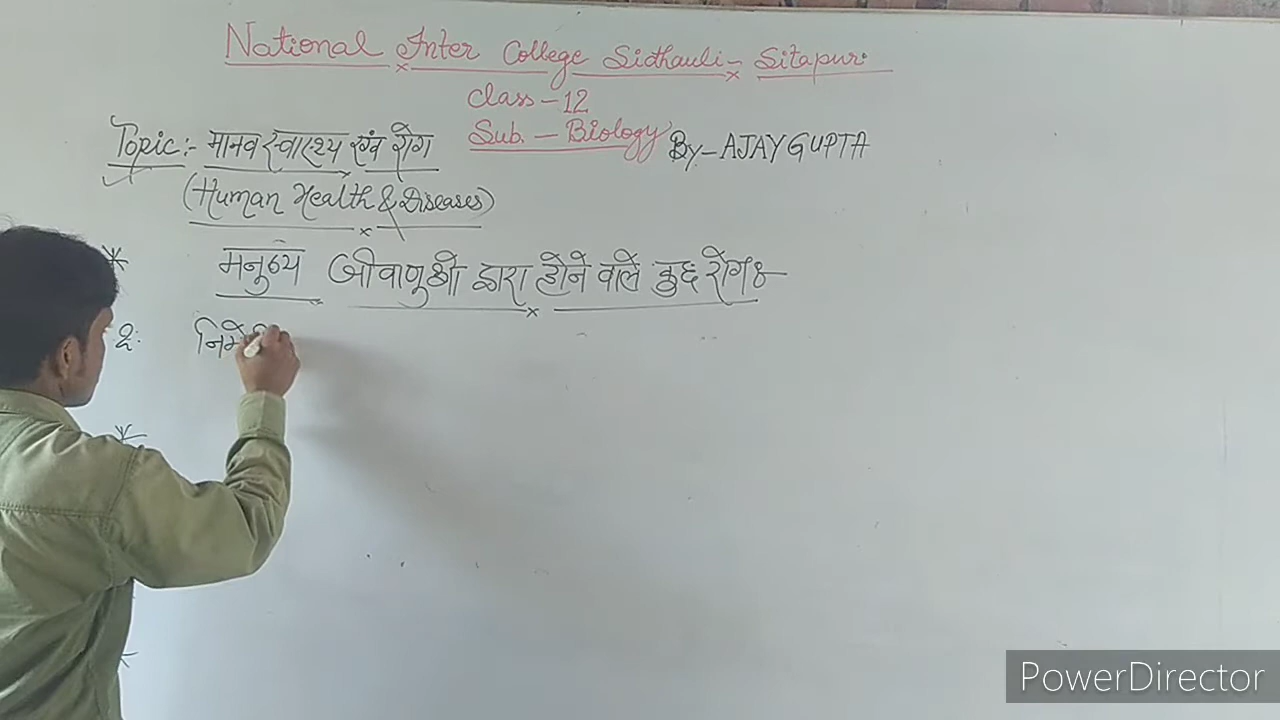 National Inter College Sidhauli- Sitapur.
Class-12
Sub. - Biology By-AJAY GUPTA
Topic:- मानव स्वास्थ्य एवं रोग
(Human Health & Diseases)
* मनुष्य जीवाणुओ द्वारा होने वाले कुछ रोग:-
PowerDirector